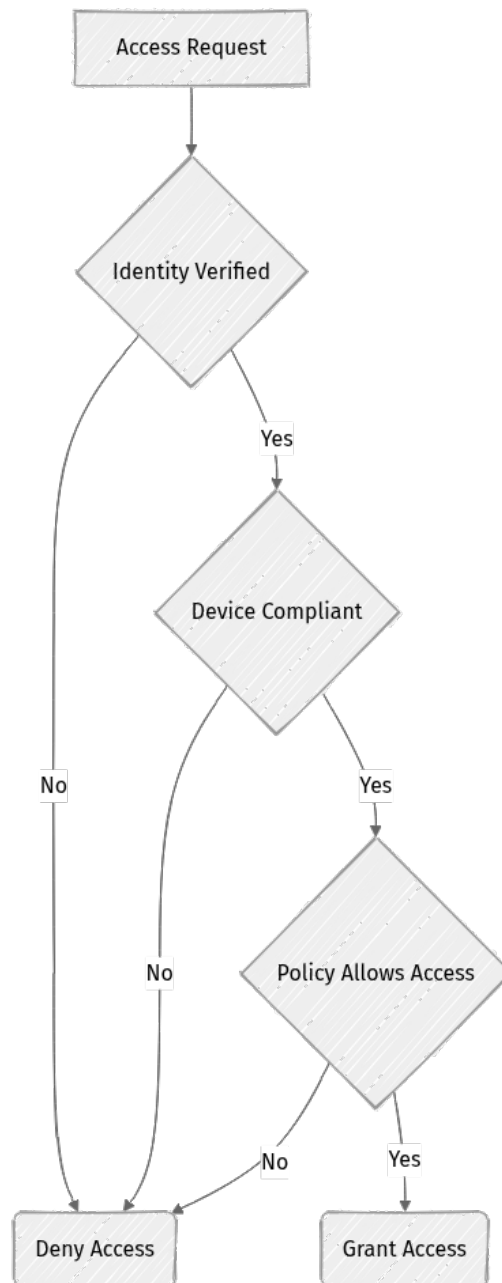 Access Request
Identity Verified
Yes
Device Compliant
No
Yes
No
Policy Allows Access
No
Yes
Deny Access
Grant Access